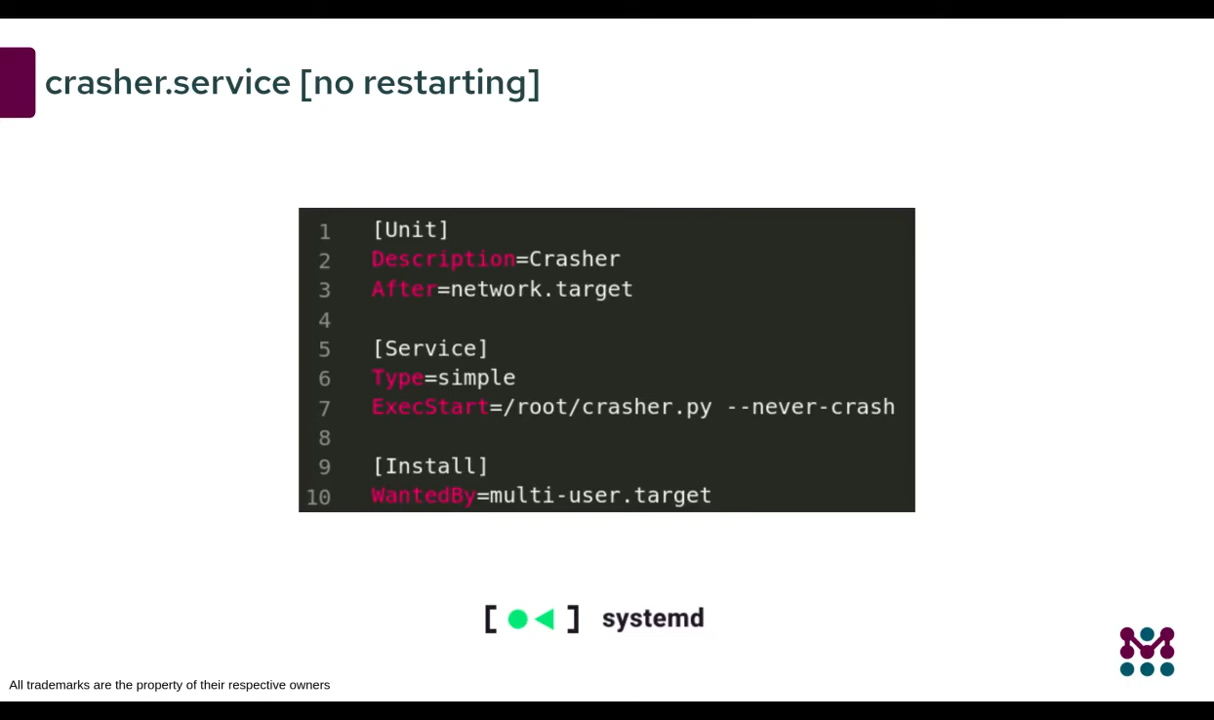 crasher.service [no restarting]
1 [Unit]
2 Description=Crasher
3 After=network.target
4
5 [Service]
6 Type=simple
7 ExecStart=/root/crasher.py --never-crash
8
9 [Install]
10 WantedBy=multi-user.target
[ ] systemd
All trademarks are the property of their respective owners